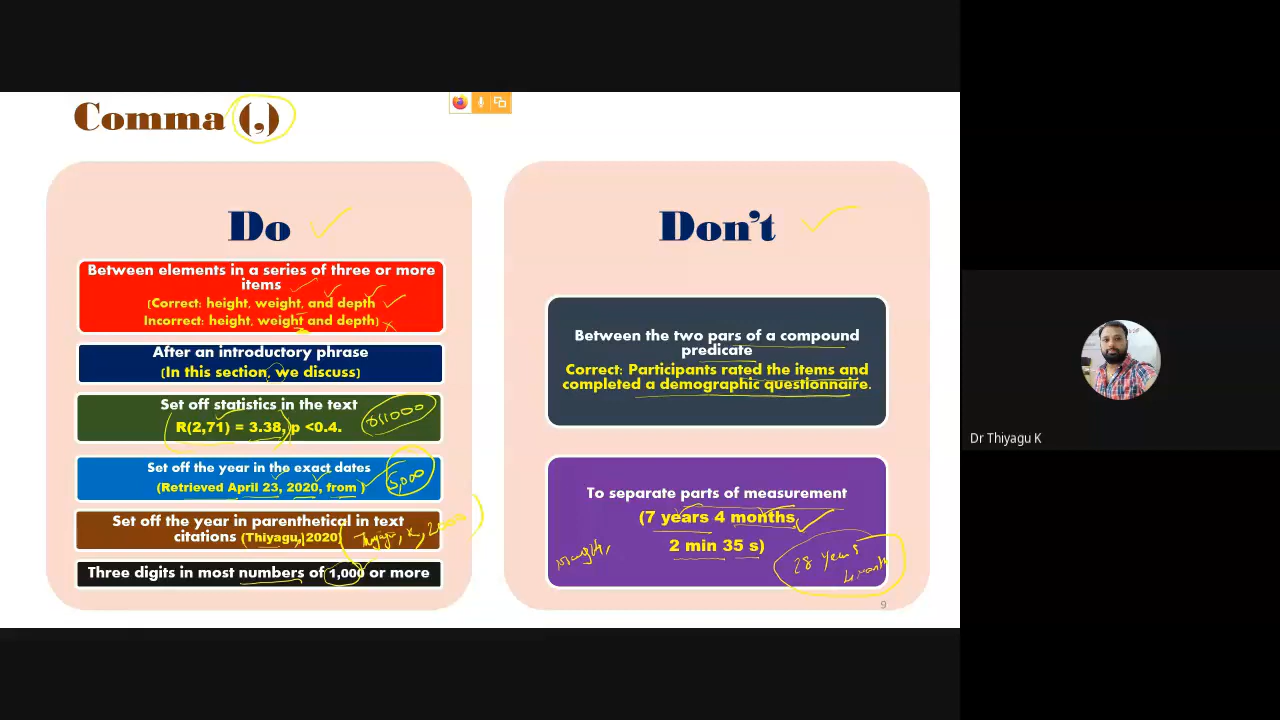 Comma (,)
Do
Between elements in a series of three or more
items
(Correct: height, weight, and depth
Incorrect: height, weight and depth)
After an introductory phrase
(In this section, we discuss)
Set off statistics in the text
R(2,71) = 3.38, p <0.4.
Set off the year in the exact dates
(Retrieved April 23, 2020, from )
5,000
Set off the year in parenthetical in text
citations (Thiyagu, 2020)
Three digits in most numbers of 1,000 or more
Don't
Between the two pars of a compound
predicate
Correct: Participants rated the items and
completed a demographic questionnaire.
To separate parts of measurement
(7 years 4 months,
2 min 35 s)
28 years
9
Dr Thiyagu K